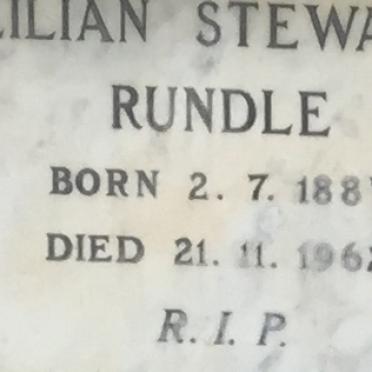 LILIAN STEWA
RUNDLE
BORN 2. 7. 188
DIED 21. 11. 196
R. I. P.